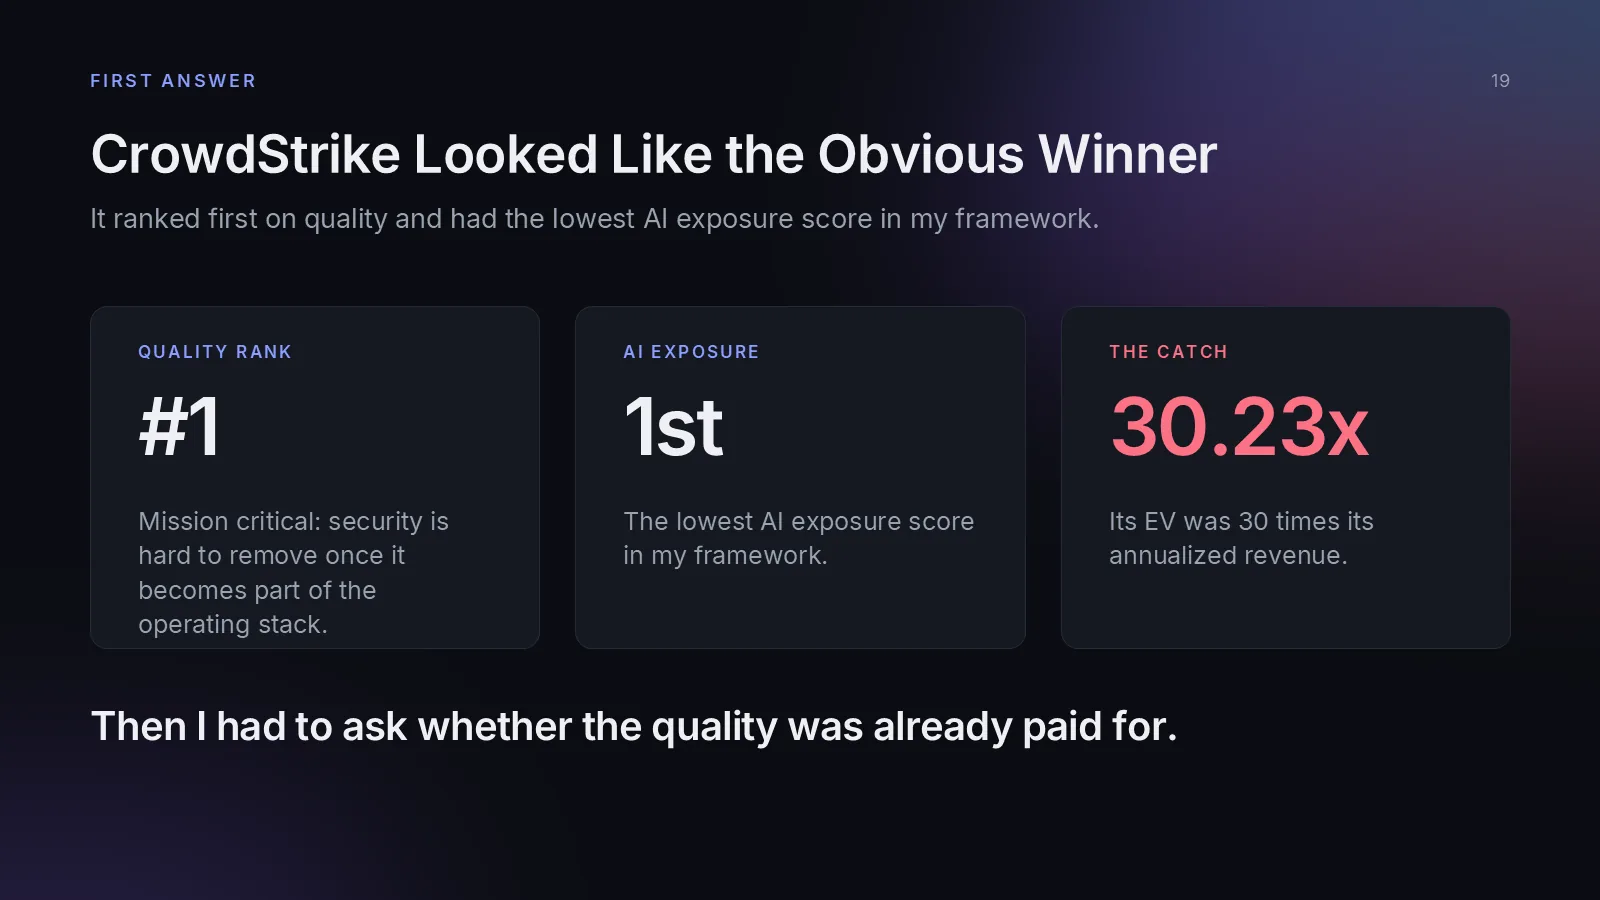 FIRST ANSWER
19
CrowdStrike Looked Like the Obvious Winner
It ranked first on quality and had the lowest AI exposure score in my framework.
QUALITY RANK
#1
Mission critical: security is
hard to remove once it
becomes part of the
operating stack.
AI EXPOSURE
1st
The lowest AI exposure score
in my framework.
THE CATCH
30.23x
Its EV was 30 times its
annualized revenue.
Then I had to ask whether the quality was already paid for.